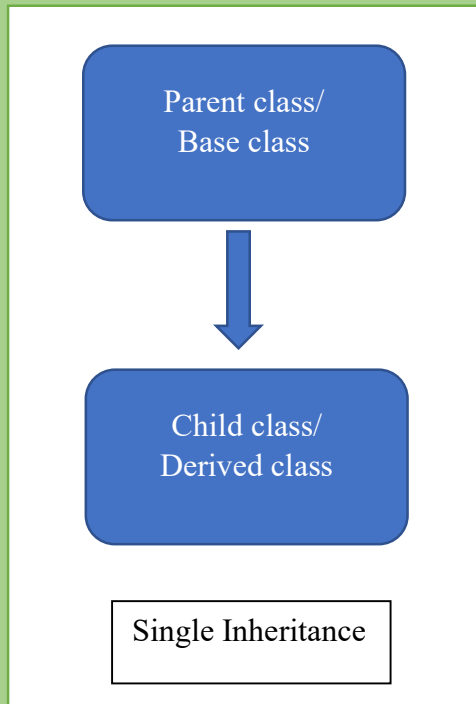 Parent class/
Base class
Child class/
Derived class
Single Inheritance